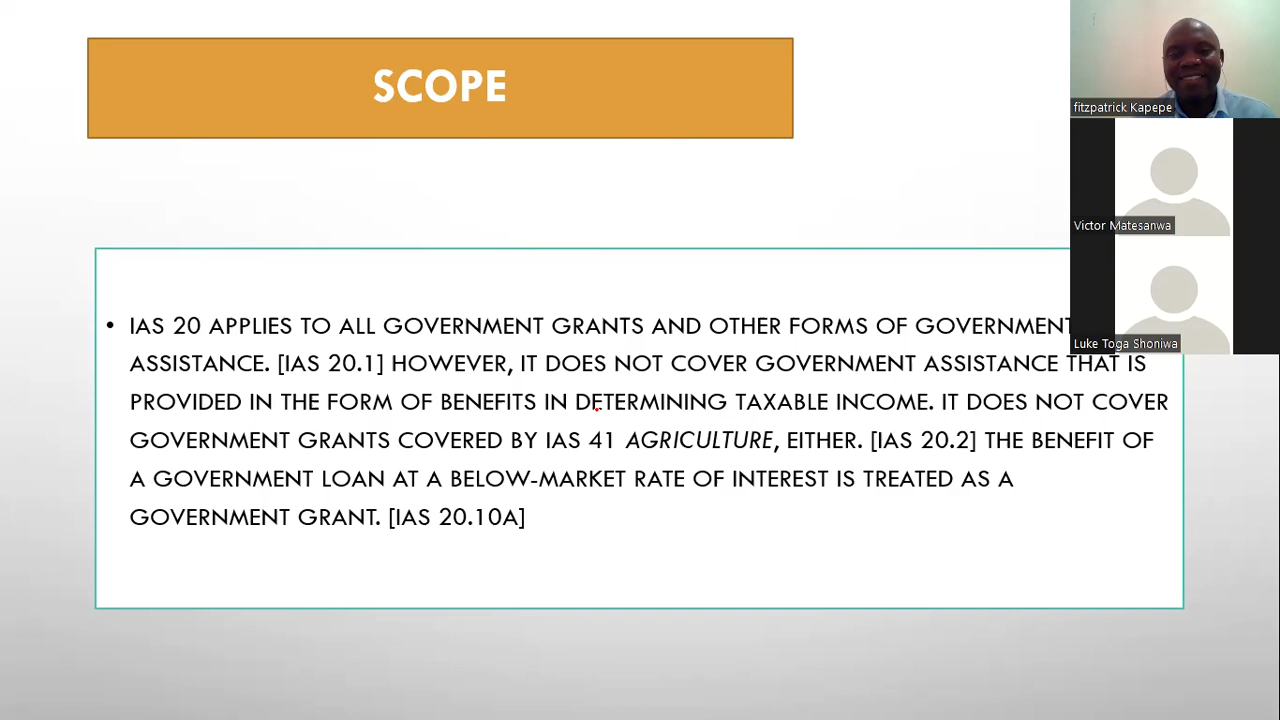 SCOPE
fitzpatrick Kapepe
Victor Matesanwa
Luke Toga Shoniwa
• IAS 20 APPLIES TO ALL GOVERNMENT GRANTS AND OTHER FORMS OF GOVERNMENT
ASSISTANCE. [IAS 20.1] HOWEVER, IT DOES NOT COVER GOVERNMENT ASSISTANCE THAT IS
PROVIDED IN THE FORM OF BENEFITS IN DETERMINING TAXABLE INCOME. IT DOES NOT COVER
GOVERNMENT GRANTS COVERED BY IAS 41 AGRICULTURE, EITHER. [IAS 20.2] THE BENEFIT OF
A GOVERNMENT LOAN AT A BELOW-MARKET RATE OF INTEREST IS TREATED AS A
GOVERNMENT GRANT. [IAS 20.10A]